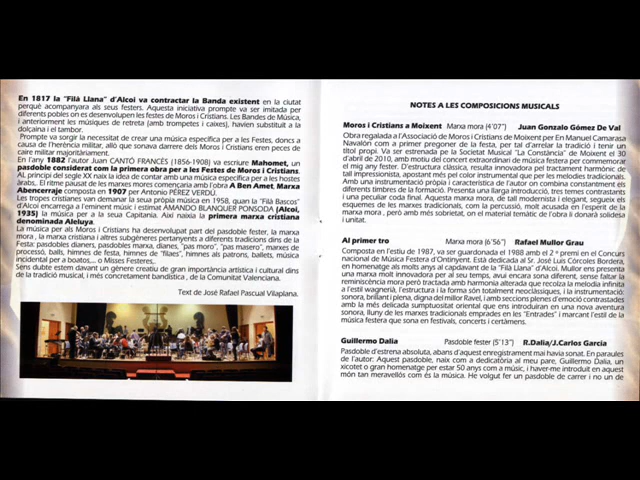 En 1817 la "Filà Llana" d'Alcoi va contractar la Banda existent en la ciutat
perquè acompanyara als seus festers. Aquesta iniciativa prompte va ser imitada per
diferents pobles on es desenvolupen les festes de Moros i Cristians. Les Bandes de Música,
i anteriorment les músiques de retreta (amb trompetes i caixes), havien substituit a la
dolçaina i el tambor.
Prompte va sorgir la necessitat de crear una música específica per a les Festes, doncs a
causa de l'herència militar, allò que sonava darrere dels Moros i Cristians eren peces de
caire militar majoritàriament.
En l'any 1882 l'autor Juan CANTÓ FRANCÉS (1856-1908) va escriure Mahomet, un
pasdoble considerat com la primera obra per a les Festes de Moros i Cristians.
AL principi del segle XX naix la idea de contar amb una música específica per a les hostes
àrabs,. El ritme pausat de les marxes mores començaria amb l'obra A Ben Amet, Marxa
Abencerraje composta en 1907 per Antonio PÉREZ VERDÚ.
Les tropes cristianes van demanar la seua pròpia música en 1958, quan la "Filà Bascos"
d'Alcoi encarrega a l'eminent músic i estimat AMANDO BLANQUER PONSODA (Alcoi,
1935) la música per a la seua Capitania. Així naixia la primera marxa cristiana
denominada Aleluya.
La música per als Moros i Cristians ha desenvolupat part del pasdoble fester, la marxa
mora , la marxa cristiana i altres subgèneres pertanyents a diferents tradicions dins de la
Festa: pasdobles dianers, pasdobles marxa, dianes, "pas moro", "pas masero", marxes de
processó, balls, himnes de festa, himnes de "filaes", himnes als patrons, ballets, música
incidental per a boatos,... o Misses Festeres,.
Sens dubte estem davant un gènere creatiu de gran importància artística i cultural dins
de la tradició musical, i més concretament bandística , de la Comunitat Valenciana.
Text de José Rafael Pascual Vilaplana.
NOTES A LES COMPOSICIONS MUSICALS
Moros i Cristians a Moixent Marxa mora (4'07") Juan Gonzalo Gómez De Val
Obra regalada a l'Associació de Moros i Cristians de Moixent per En Manuel Camarasa
Navalón com a primer pregoner de la festa, per tal d'arrelar la tradició i tenir un
títol propi. Va ser estrenada pe la Societat Musical "La Constància" de Moixent el 30
d'abril de 2010, amb motiu del concert extraordinari de música festera per commemorar
el mig any fester. D'estructura clàssica, resulta innovadora pel tractament harmònic de
tall impressionista, apostant més pel color instrumental que per les melodies tradicionals.
Amb una instrumentació pròpia i característica de l'autor on combina constantment els
diferents timbres de la formació. Presenta una llarga introducció, tres temes contrastants
i una peculiar coda final. Aquesta marxa mora, de tall modernista i elegant, segueix els
esquemes de les marxes tradicionals, com la percusió, molt acusada en l'esperit de la
marxa mora , però amb més sobrietat, on el material temàtic de l'obra li donarà solidesa
i unitat.
Al primer tro Marxa mora (6'56") Rafael Mullor Grau
Composta en l'estiu de 1987, va ser guardonada el 1988 amb el 2º premi en el Concurs
nacional de Música Festera d'Ontinyent. Està dedicada al Sr. José Luís Córcoles Bordera,
en homenatge als molts anys al capdavant de la "Filà Llana" d'Alcoi. Mullor ens presenta
una marxa molt innovadora per al seu temps, avui encara sona diferent, sense faltar la
reminiscència moro però tractada amb harmonia alterada que recolza la melodia infinita
a l'estil wagnerià, l'estructura i la forma són totalment neoclàssiques, i la instrumentació:
sonora, brillant i plena, digna del millor Ravel, i amb seccions plenes d'emoció contrastades
amb la més delicada sumptuositat oriental que ens introduiran en una nova aventura
sonora, lluny de les marxes tradicionals emprades en les "Entrades" i marcant l'estil de la
música festera que sona en festivals, concerts i certàmens.
Guillermo Dalia Pasdoble fester (5'13") R.Dalia/J.Carlos Garcia
Pasdoble d'estrena absoluta, abans d'aquest enregistrament mai havia sonat. En paraules
de l'autor: Aquest pasdoble, naix com a dedicatòria al meu pare, Guillermo Dalia, un
xicotet o gran homenatge per estar 50 anys com a músic, i haver-me introduït en aquest
món tan meravellós com és la música. He volgut fer un pasdoble de carrer i no un de